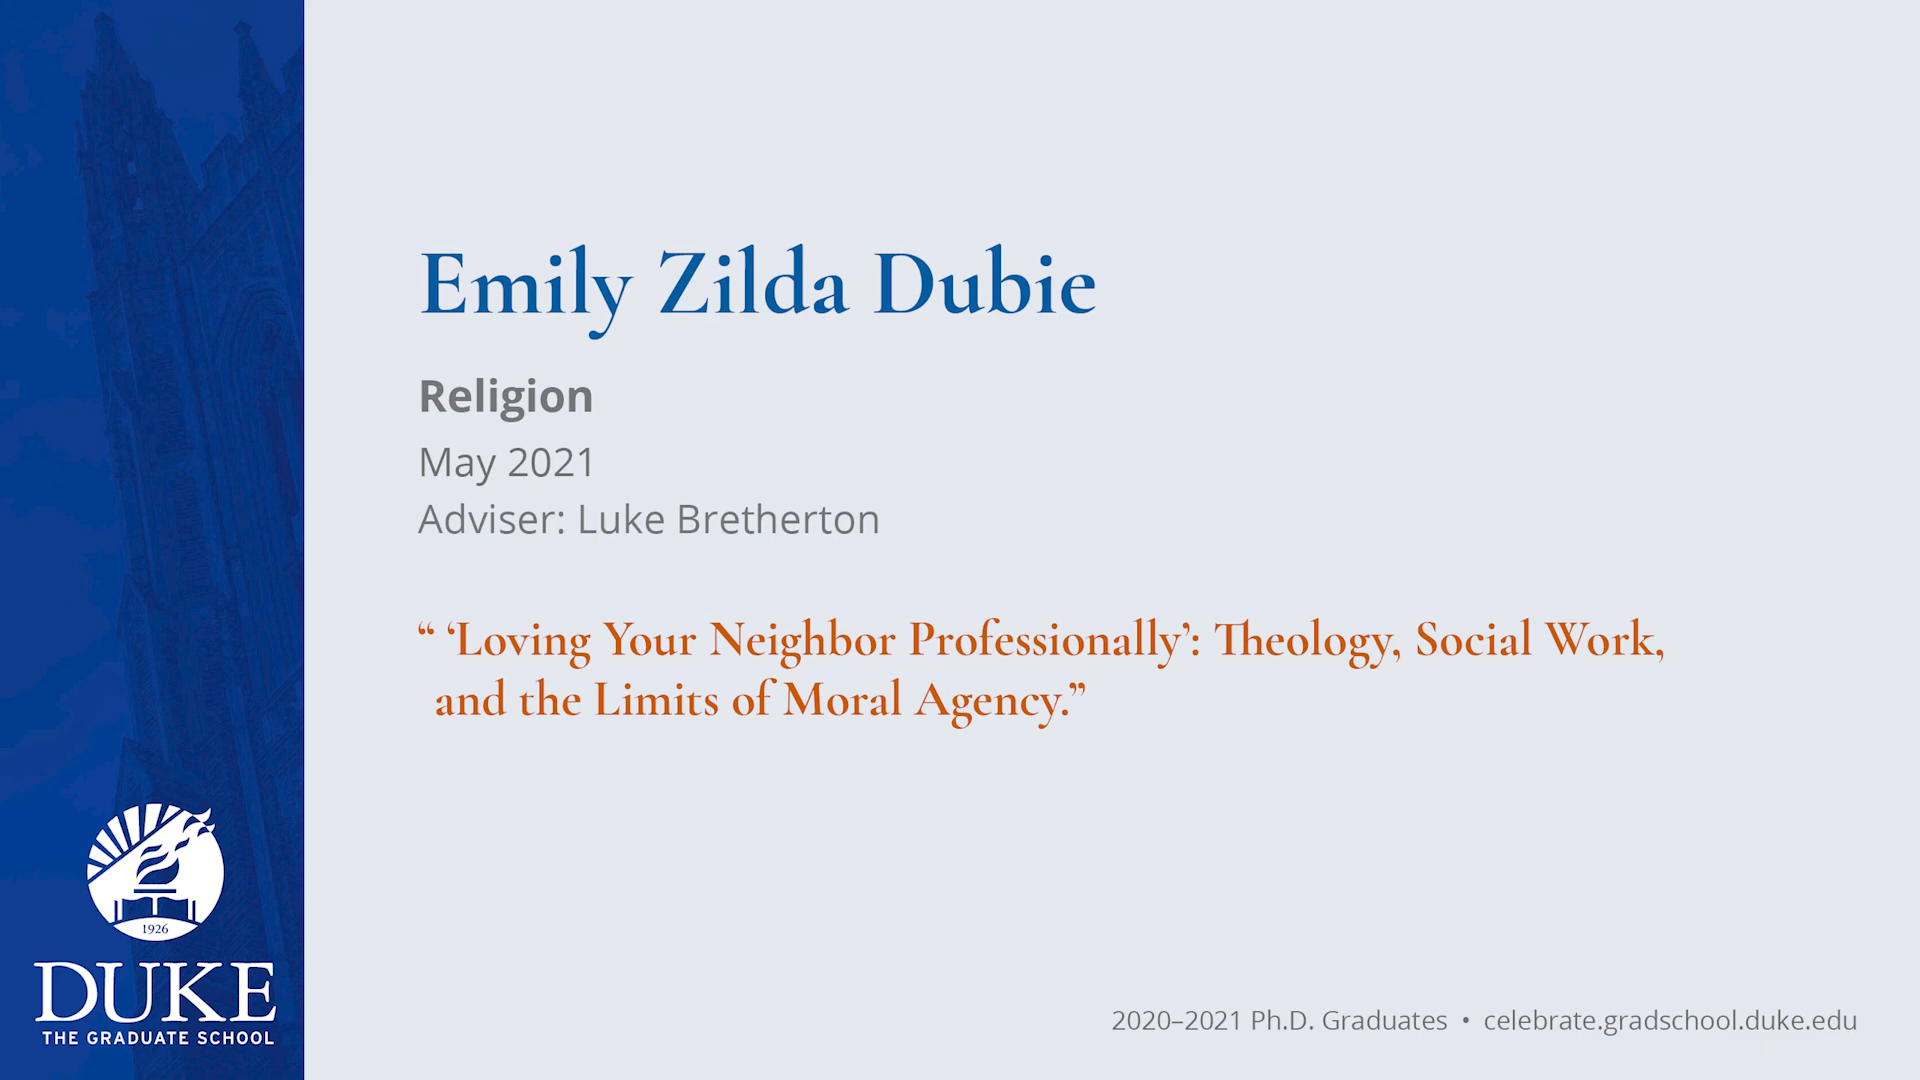 Emily Zilda Dubie
Religion
May 2021
Adviser: Luke Bretherton
“ ‘Loving Your Neighbor Professionally’: Theology, Social Work,
and the Limits of Moral Agency.”
1926
DUKE
THE GRADUATE SCHOOL
2020–2021 Ph.D. Graduates • celebrate.gradschool.duke.edu